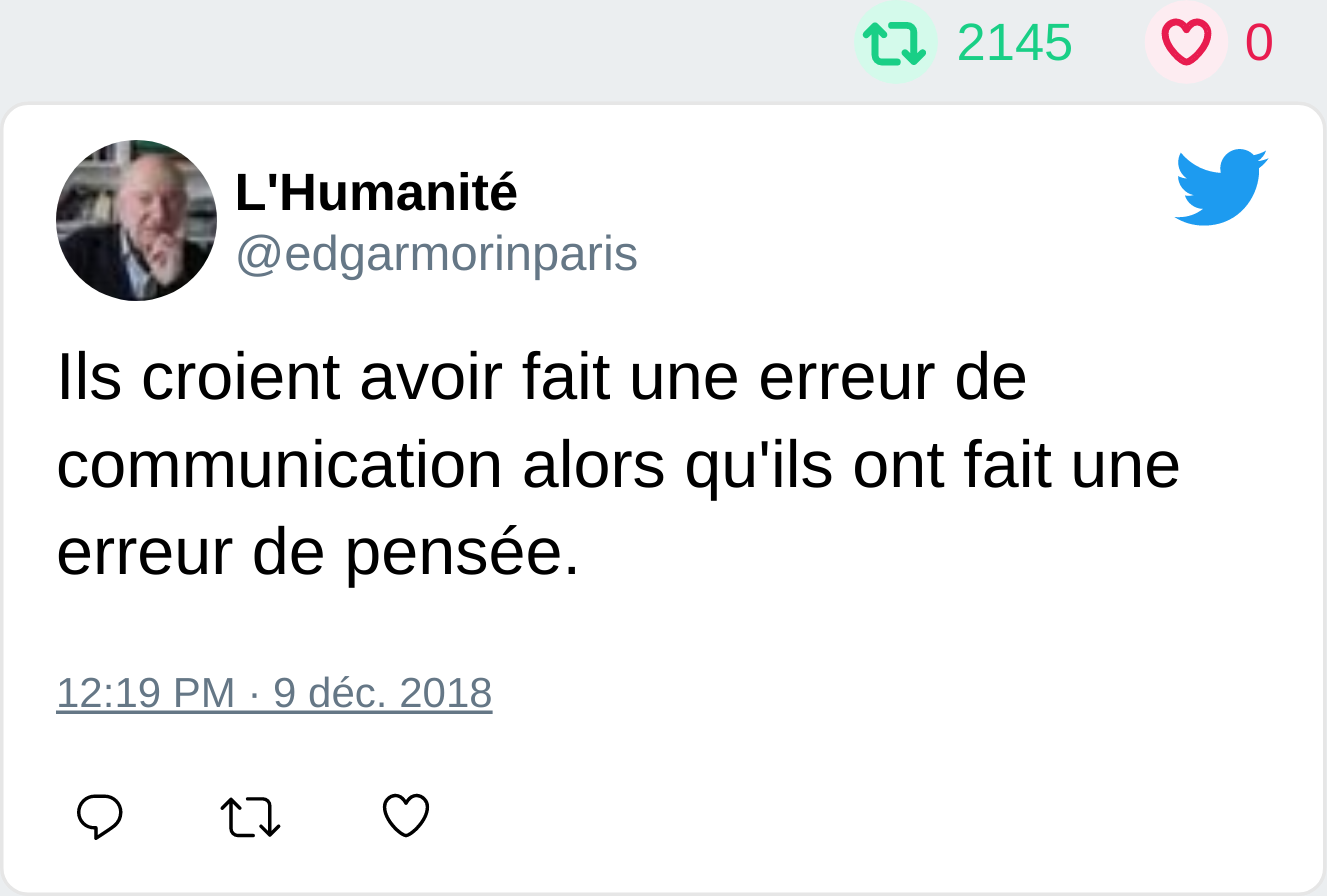 2145 0
L'Humanité
@edgarmorinparis
Ils croient avoir fait une erreur de
communication alors qu'ils ont fait une
erreur de pensée.
12:19 PM · 9 déc. 2018